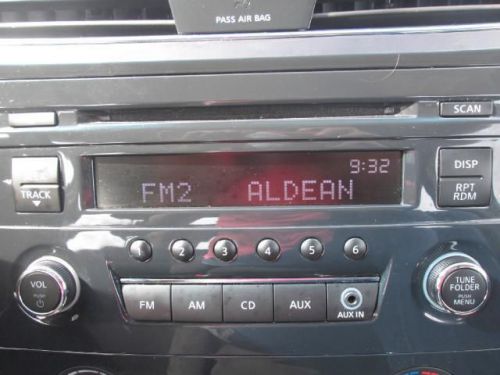 PASS AIR BAG
SCAN
9:32
DISP
TRACK
FM2 ALDEAN
RPT
RDM
1 2 3 4 5 6
VOL
PUSH
TUNE
FOLDER
PUSH
MENU
FM AM CD AUX
AUX IN